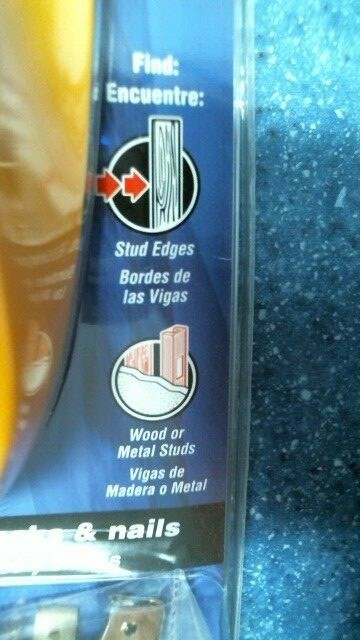 Find:
Encuentre:
Stud Edges
Bordes de
las Vigas
Wood or
Metal Studs
Vigas de
Madera o Metal
& nails